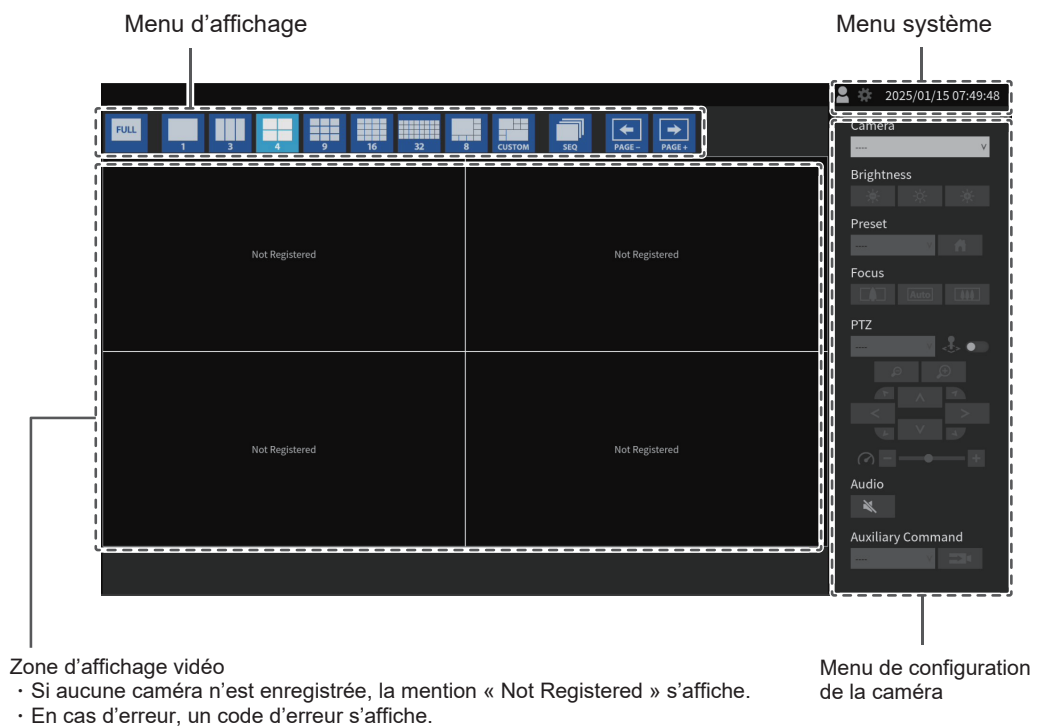 Menu d’affichage
Menu système
2025/01/15 07:49:48
FULL
1
3
4
9
16
32
8
CUSTOM
SEQ
PAGE -
PAGE +
Camera
----
Brightness
Preset
----
Focus
Auto
PTZ
----
Audio
Auxiliary Command
----
Not Registered
Not Registered
Not Registered
Not Registered
Zone d’affichage vidéo
・Si aucune caméra n’est enregistrée, la mention « Not Registered » s’affiche.
・En cas d’erreur, un code d’erreur s’affiche.
Menu de configuration
de la caméra